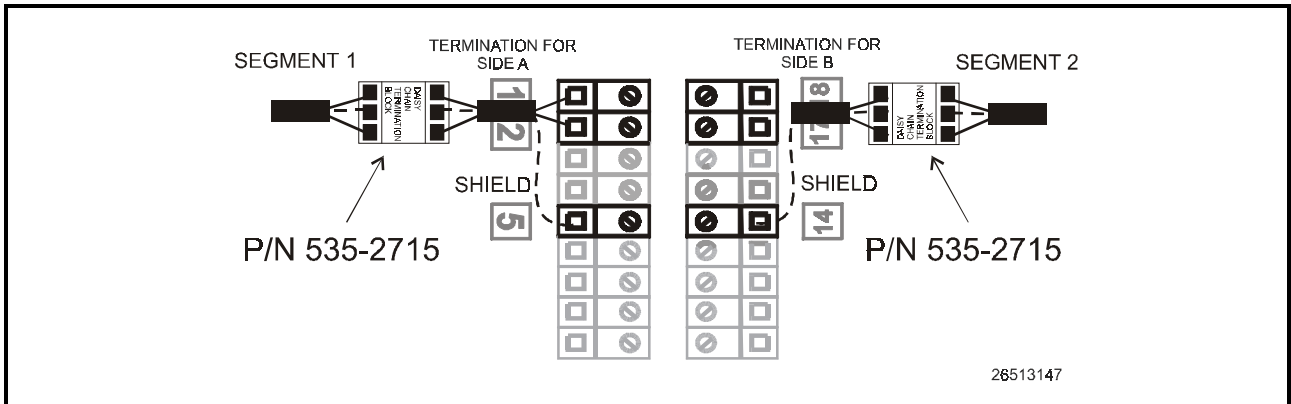 SEGMENT 1
TERMINATION FOR
SIDE A
DAISY
CHAIN
TERMINATION
BLOCK
1
2
SHIELD
5
P/N 535-2715
TERMINATION FOR
SIDE B
SEGMENT 2
18
17
DAISY
CHAIN
TERMINATION
BLOCK
SHIELD
14
P/N 535-2715
26513147